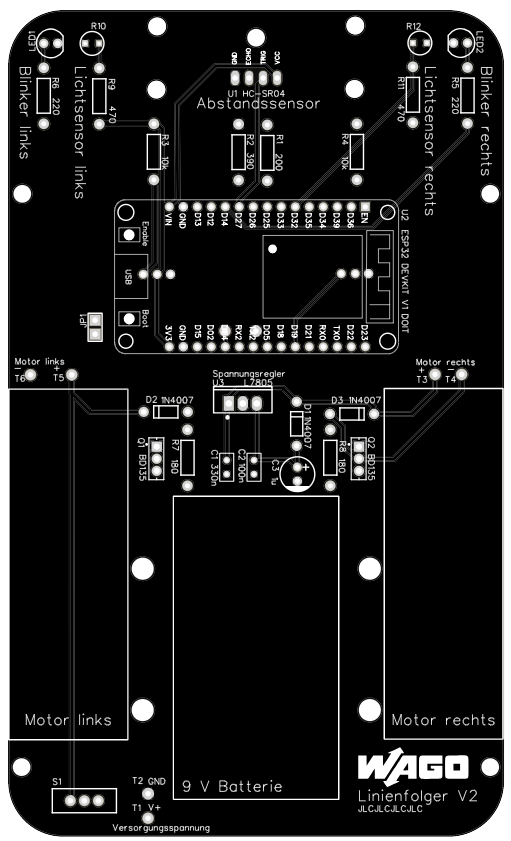 LED1
R10
R12
LED2
GND
ECHO
TRIG
VCC
U1 HC-SR04
Abstandssensor
Blinker links
R6
220
Lichtsensor links
R9
470
R11
470
Lichtsensor rechts
R5
220
Blinker rechts
R3
10k
R2
390
R1
200
R4
10k
VIN
GND
D13
D12
D14
D27
D26
D25
D33
D32
D35
D34
D39
D36
EN
U2
ESP32 DEVKIT V1 DOIT
Enable
USB
Boot
JP1
3V3
GND
D15
D02
D04
RX2
TX2
D05
D18
D19
D21
RX0
TX0
D22
D23
Motor links
- +
T6 T5
Motor rechts
+ -
T3 T4
Spannungsregler
U3 L7805
D2 1N4007
D1
1N4007
D3 1N4007
Q1
BD135
R7
180
C1
330n
C2
100n
C3
1u
+
R8
180
Q2
BD135
Motor links
Motor rechts
9 V Batterie
WAGO
Linienfolger V2
JLCJLCJLCJLC
S1
T2 GND
T1 V+
Versorgungsspannung